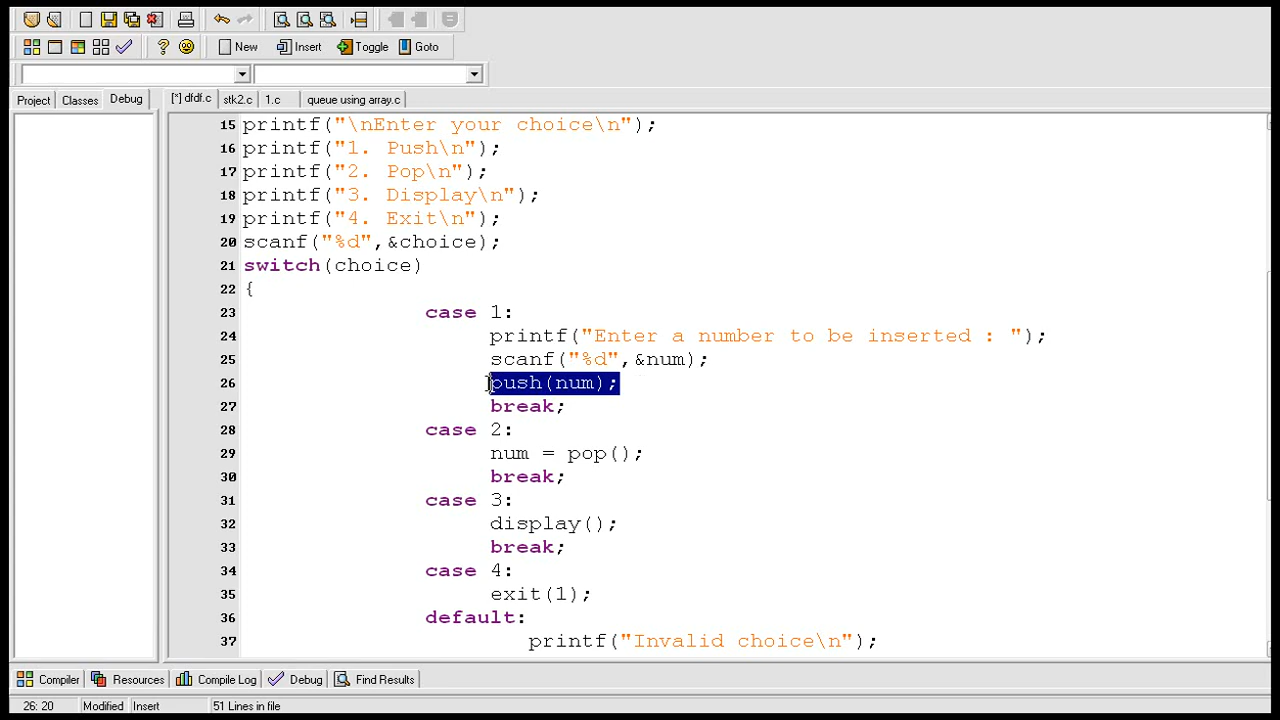 New Insert Toggle Goto
Project Classes Debug [*] dfdf.c stk2.c 1.c queue using array.c
15 printf("\nEnter your choice\n");
16 printf("1. Push\n");
17 printf("2. Pop\n");
18 printf("3. Display\n");
19 printf("4. Exit\n");
20 scanf("%d",&choice);
21 switch(choice)
22 {
23 case 1:
24 printf("Enter a number to be inserted : ");
25 scanf("%d",&num);
26 push(num);
27 break;
28 case 2:
29 num = pop();
30 break;
31 case 3:
32 display();
33 break;
34 case 4:
35 exit(1);
36 default:
37 printf("Invalid choice\n");
Compiler Resources Compile Log Debug Find Results
26: 20 Modified Insert 51 Lines in file